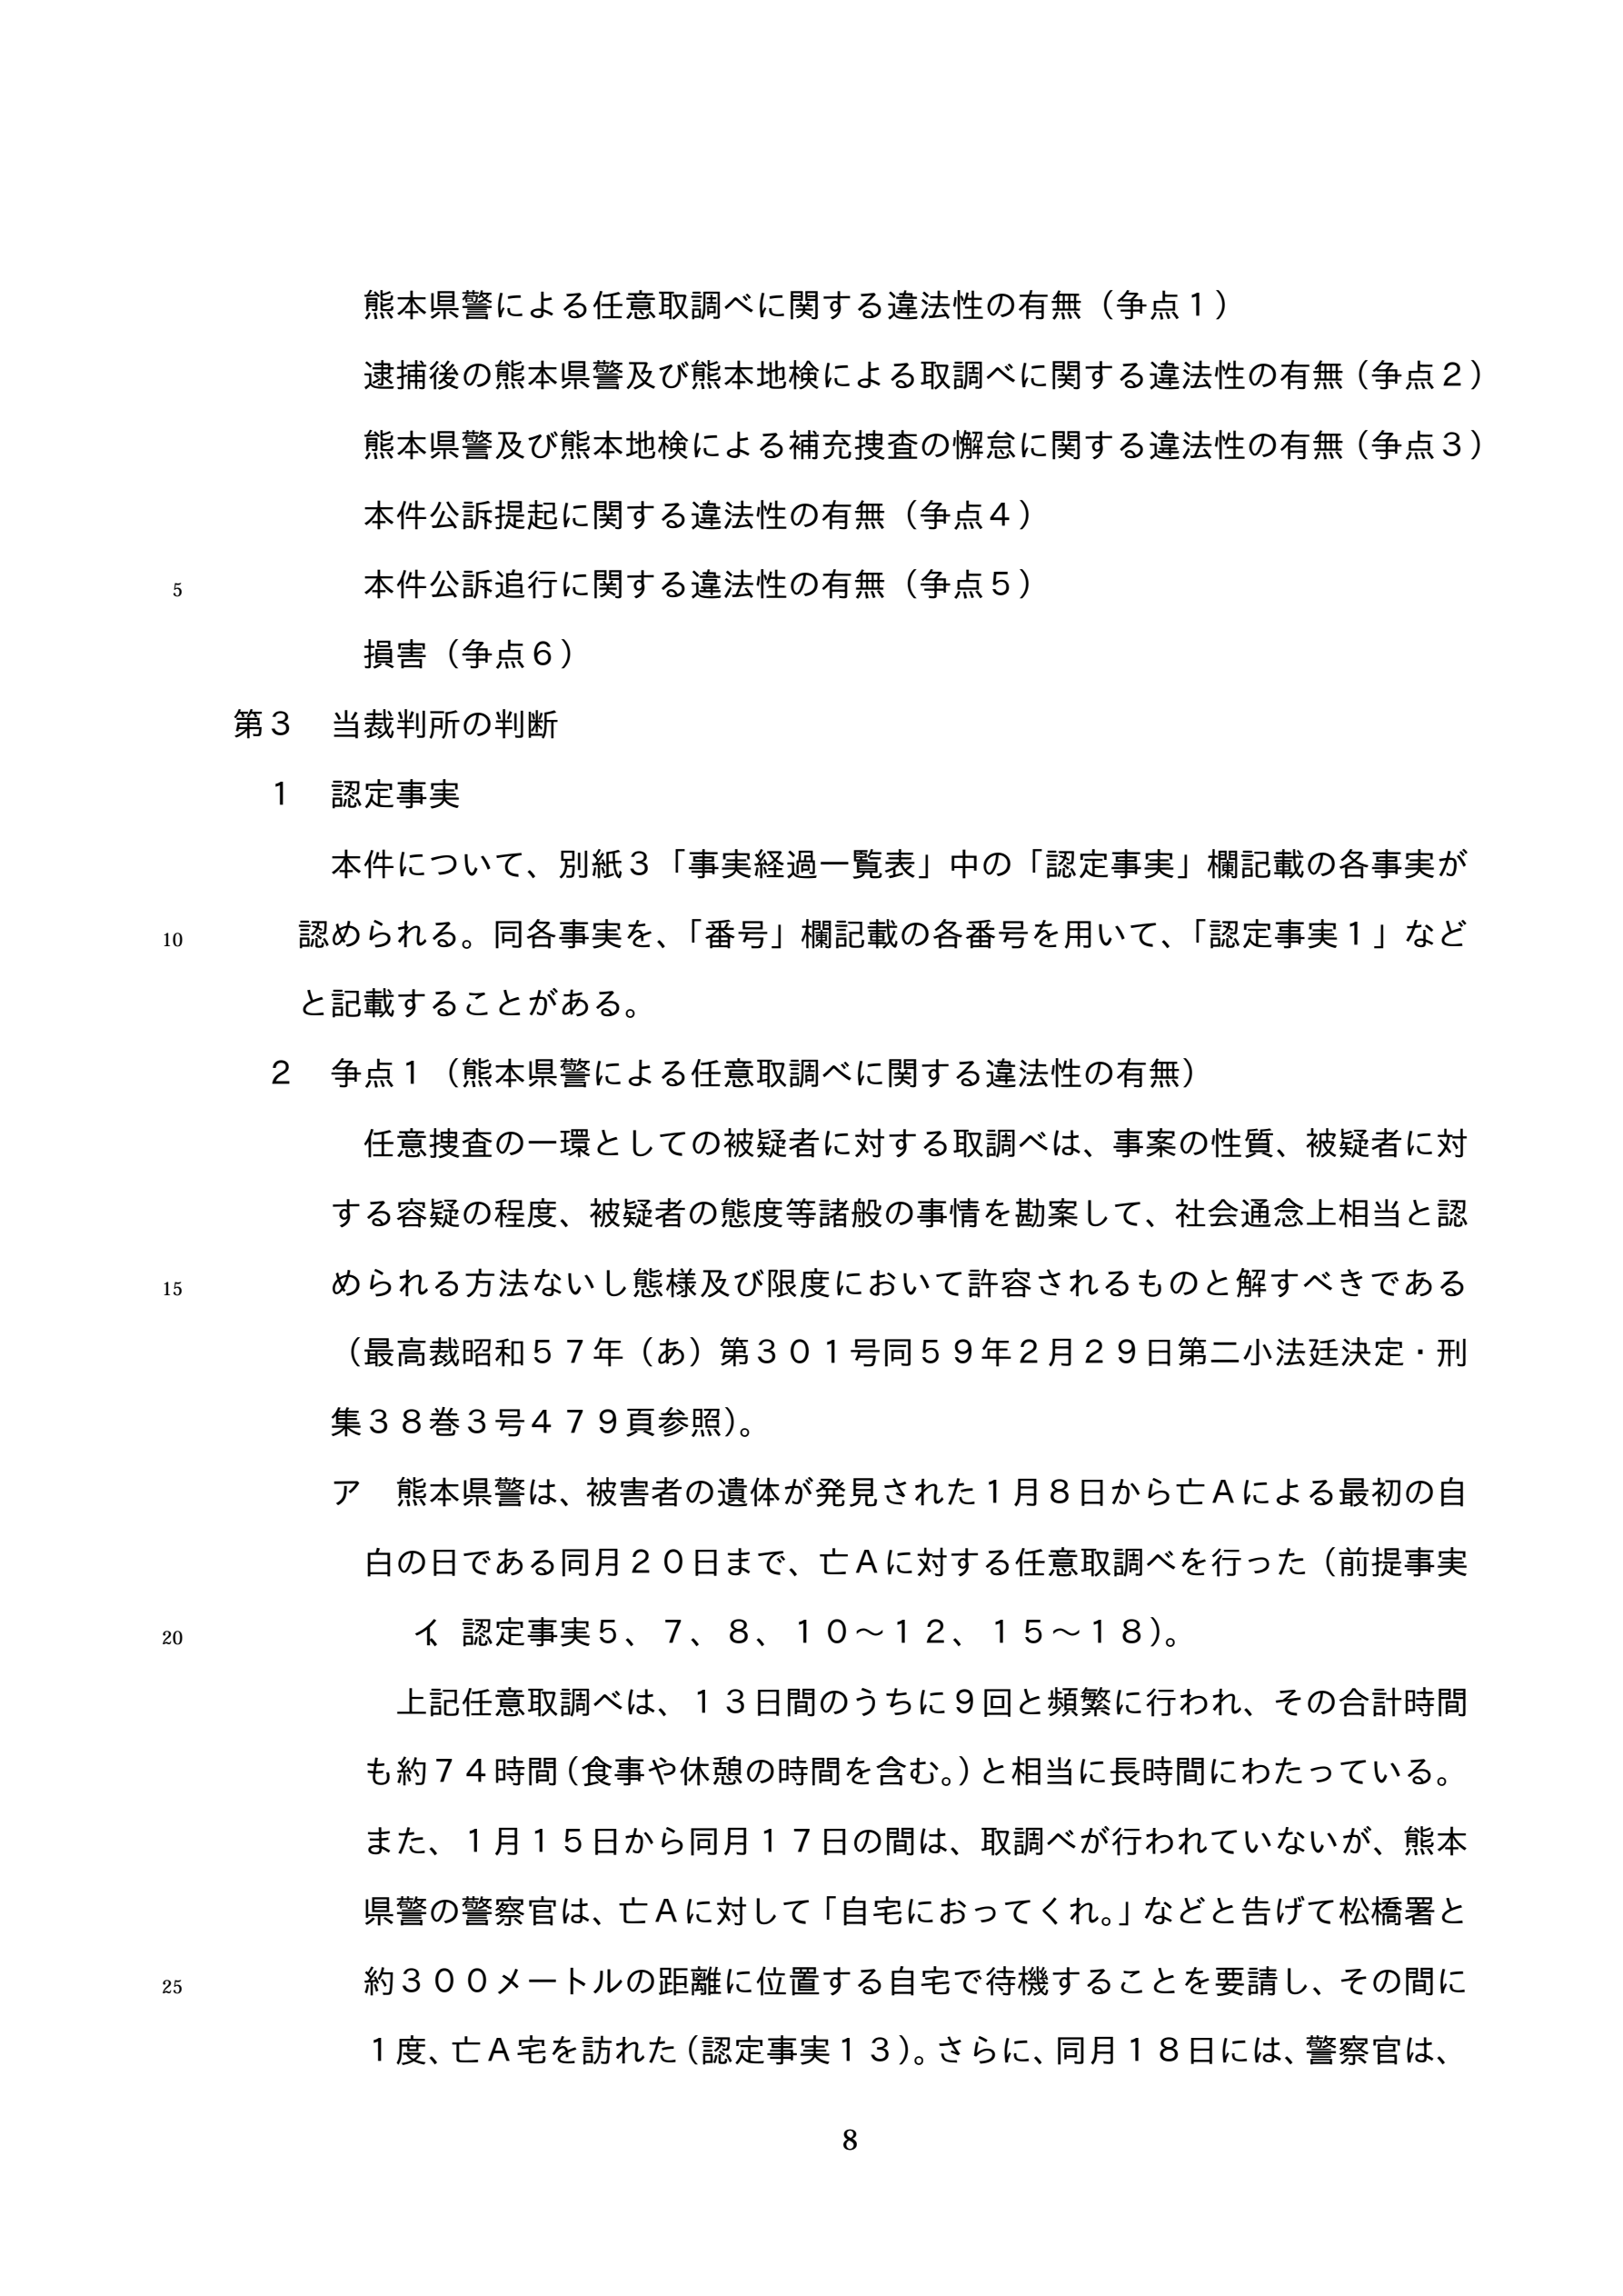 熊本県警による任意取調べに関する違法性の有無（争点１）
逮捕後の熊本県警及び熊本地検による取調べに関する違法性の有無（争点２）
熊本県警及び熊本地検による補充捜査の懈怠に関する違法性の有無（争点３）
本件公訴提起に関する違法性の有無（争点４）
5 本件公訴追行に関する違法性の有無（争点５）
損害（争点６）
第３　当裁判所の判断
１　認定事実
本件について、別紙３「事実経過一覧表」中の「認定事実」欄記載の各事実が
10 認められる。同各事実を、「番号」欄記載の各番号を用いて、「認定事実１」など
と記載することがある。
２　争点１（熊本県警による任意取調べに関する違法性の有無）
任意捜査の一環としての被疑者に対する取調べは、事案の性質、被疑者に対
する容疑の程度、被疑者の態度等諸般の事情を勘案して、社会通念上相当と認
15 められる方法ないし態様及び限度において許容されるものと解すべきである
（最高裁昭和５７年（あ）第３０１号同５９年２月２９日第二小法廷決定・刑
集３８巻３号４７９頁参照）。
ア　熊本県警は、被害者の遺体が発見された１月８日から亡Ａによる最初の自
白の日である同月２０日まで、亡Ａに対する任意取調べを行った（前提事実
20 イ、認定事実５、７、８、１０～１２、１５～１８）。
上記任意取調べは、１３日間のうちに９回と頻繁に行われ、その合計時間
も約７４時間（食事や休憩の時間を含む。）と相当に長時間にわたっている。
また、１月１５日から同月１７日の間は、取調べが行われていないが、熊本
県警の警察官は、亡Ａに対して「自宅におってくれ。」などと告げて松橋署と
25 約３００メートルの距離に位置する自宅で待機することを要請し、その間に
１度、亡Ａ宅を訪れた（認定事実１３）。さらに、同月１８日には、警察官は、
8